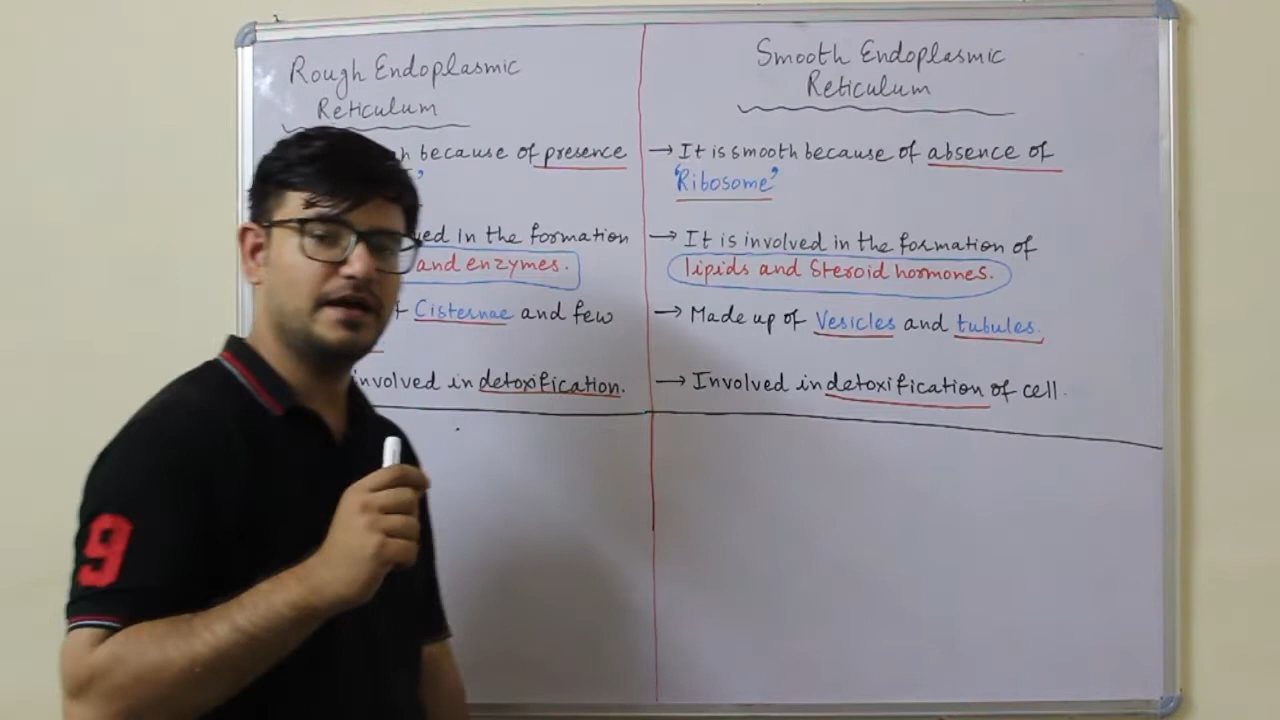 Rough Endoplasmic
Reticulum
because of presence
ed in the formation
and enzymes.
Cisternae and few
involved in detoxification.
Smooth Endoplasmic
Reticulum
→ It is smooth because of absence of
'Ribosome'
→ It is involved in the formation of
lipids and Steroid hormones.
→ Made up of Vesicles and tubules.
→ Involved in detoxification of cell.
9